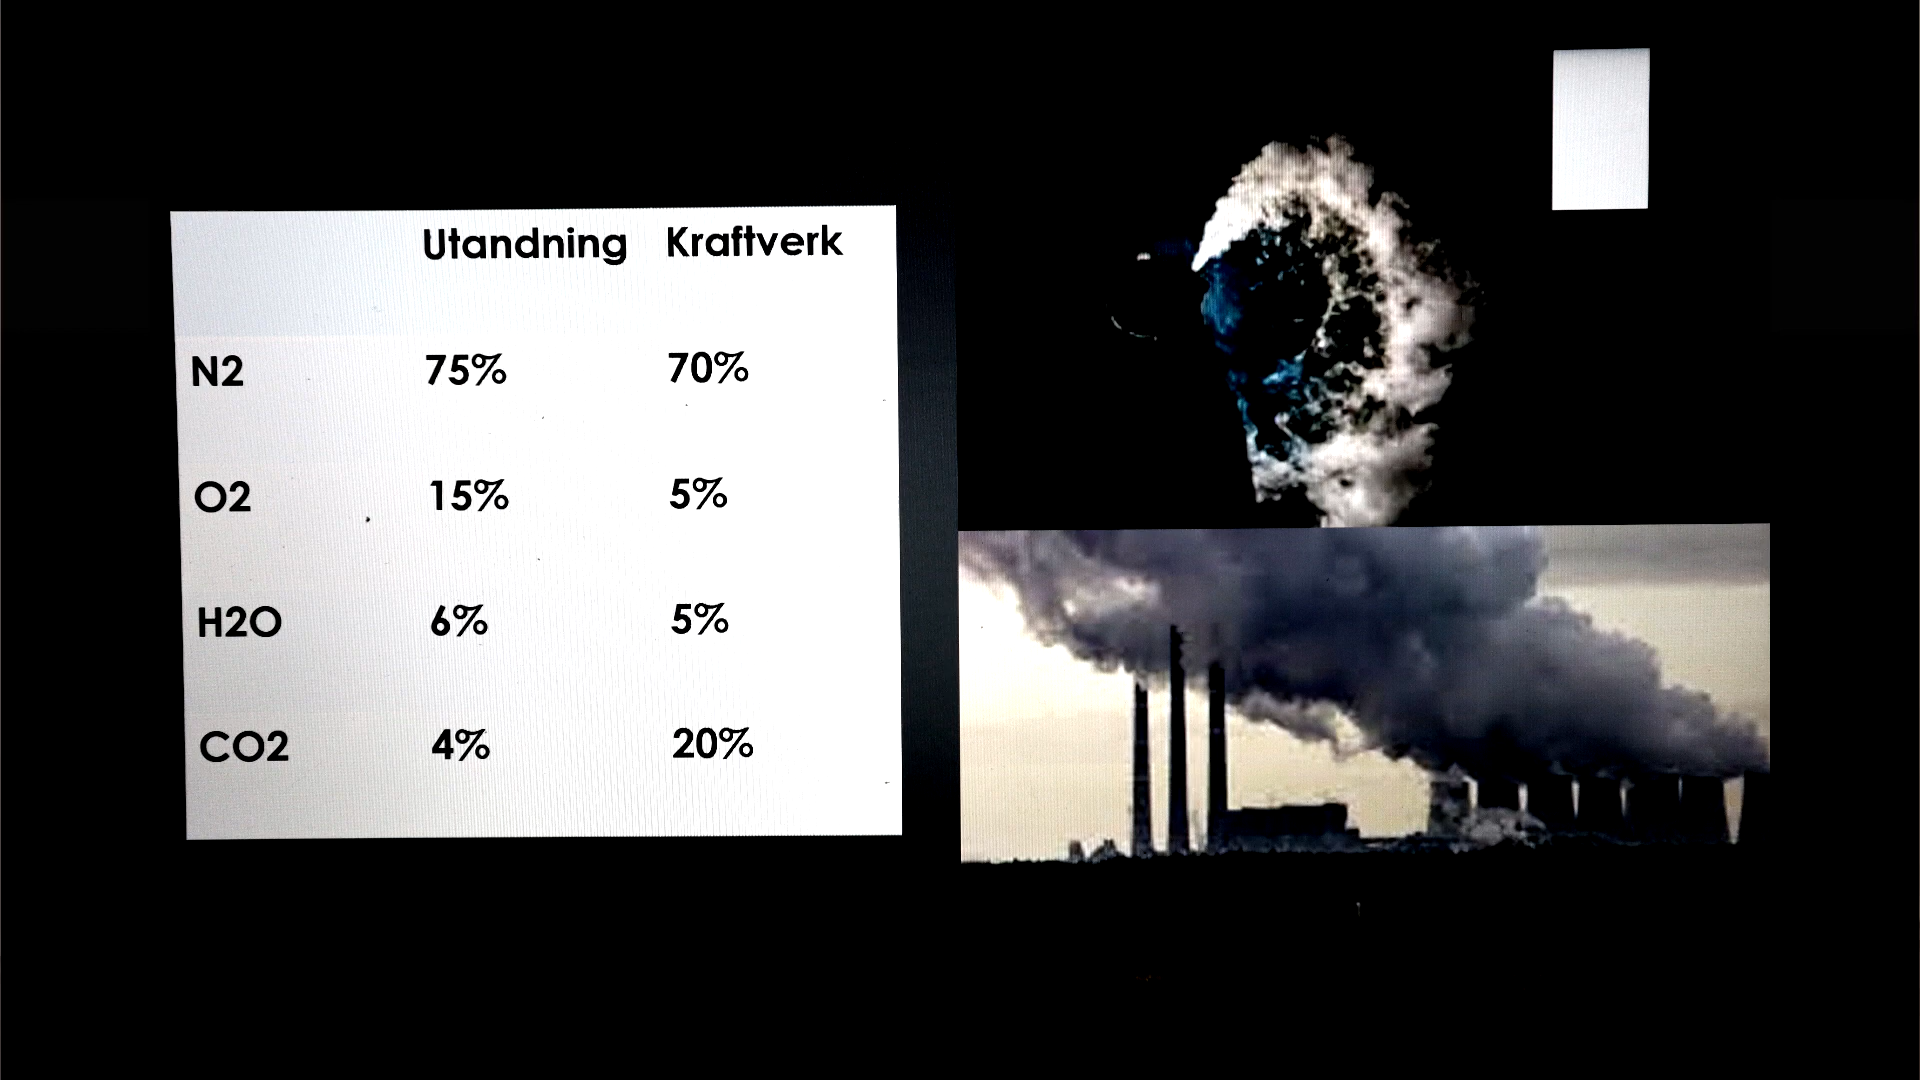 Utandning Kraftverk
N2 75% 70%
O2 15% 5%
H2O 6% 5%
CO2 4% 20%